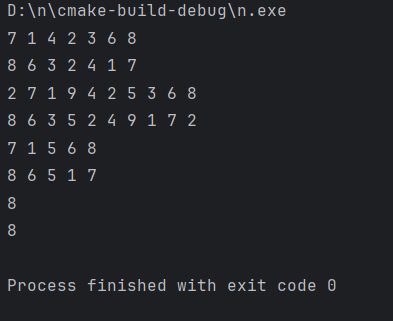 D:\n\cmake-build-debug\n.exe
7 1 4 2 3 6 8
8 6 3 2 4 1 7
2 7 1 9 4 2 5 3 6 8
8 6 3 5 2 4 9 1 7 2
7 1 5 6 8
8 6 5 1 7
8
8
Process finished with exit code 0